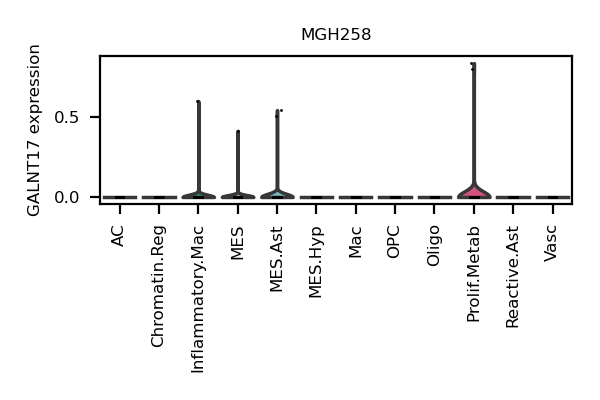 MGH258
GALNT17 expression
0.5
0.0
AC
Chromatin.Reg
Inflammatory.Mac
MES
MES.Ast
MES.Hyp
Mac
OPC
Oligo
Prolif.Metab
Reactive.Ast
Vasc